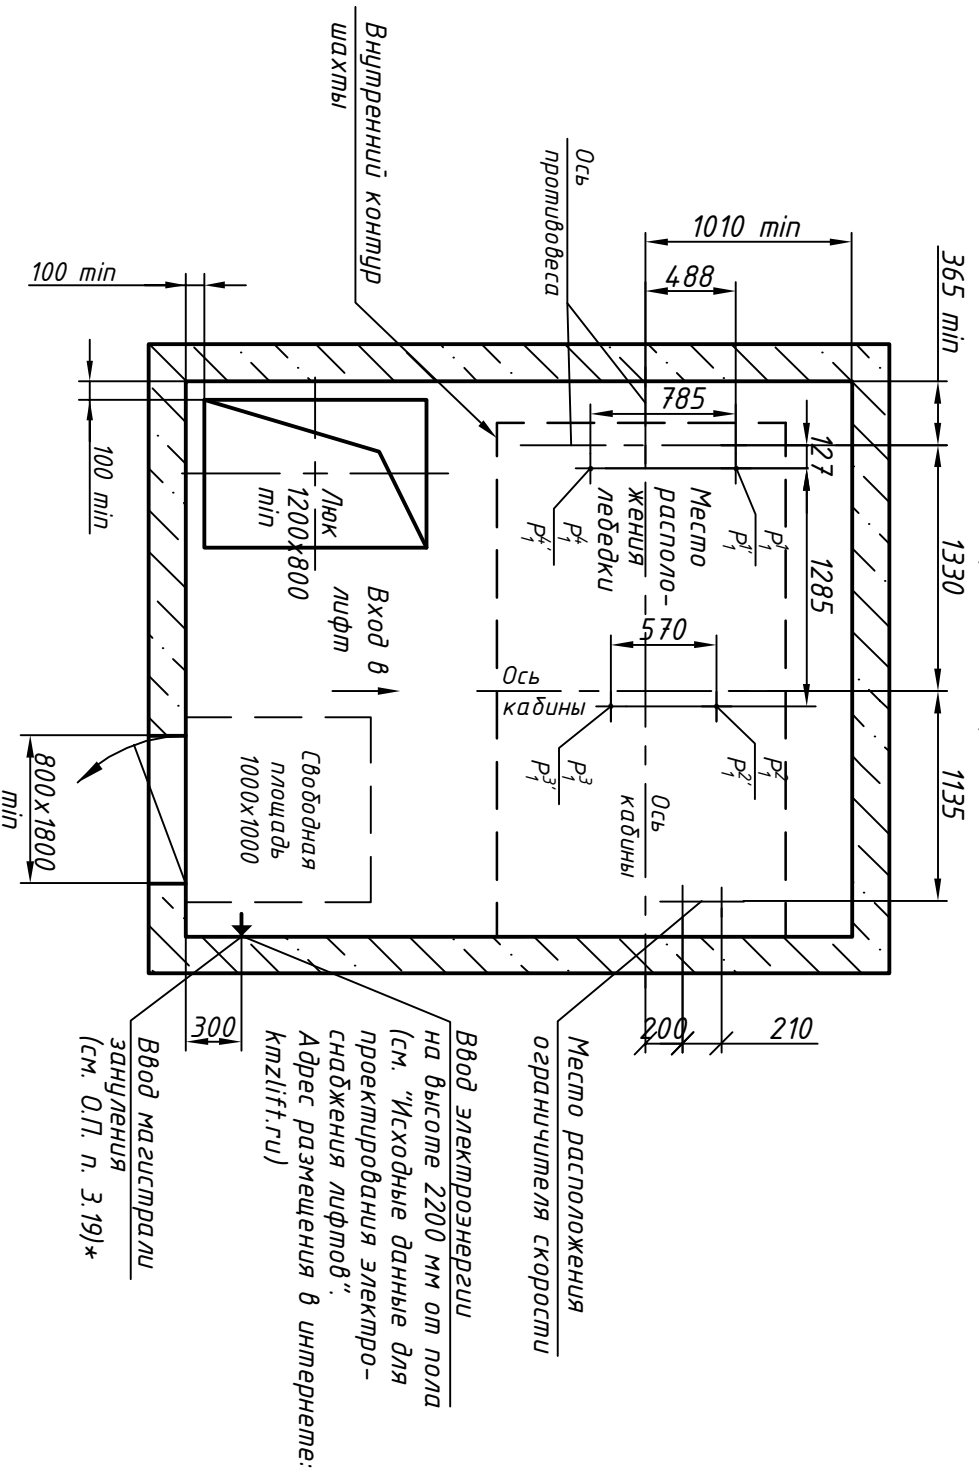 365 min
1330
1135
1010 min
488
785
127
1285
570
Ось
противовеса
Внутренний контур
шахты
100 min
100 min
Место
располо-
жения
лебедки
P₁¹
P₁¹'
P₁⁴
P₁⁴'
P₁²
P₁²'
P₁³
P₁³'
Ось
кабины
Ось
кабины
Люк
1200х800
min
Вход в
лифт
Свободная
площадь
1000х1000
800х1800
min
200
210
300
Место расположения
ограничителя скорости
Ввод электроэнергии
на высоте 2200 мм от пола
(см. "Исходные данные для
проектирования электро-
снабжения лифтов".
Адрес размещения в интернете:
kmzlift.ru)
Ввод магистрали
зануления
(см. О.П. п. 3.19)*